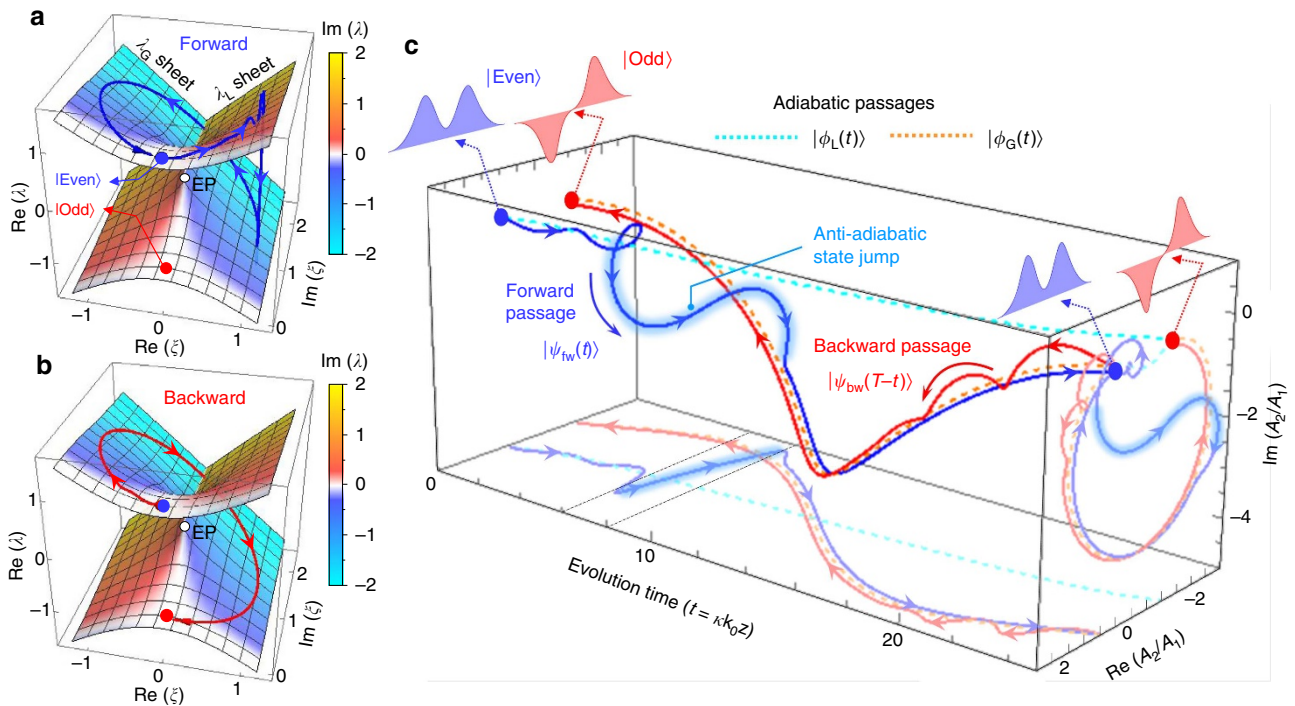 a
Forward
λG sheet
λL sheet
|Even⟩
|Odd⟩
EP
Im (λ)
2
1
0
−1
−2
Re (λ)
1
0
−1
−1
0
1
Re (ξ)
0
1
2
Im (ξ)
b
Backward
EP
Im (λ)
2
1
0
−1
−2
Re (λ)
1
0
−1
−1
0
1
Re (ξ)
0
1
2
Im (ξ)
c
|Even⟩
|Odd⟩
Adiabatic passages
|ϕL(t)⟩
|ϕG(t)⟩
Anti-adiabatic
state jump
Forward
passage
|ψfw(t)⟩
Backward passage
|ψbw(T−t)⟩
0
10
20
Evolution time (t = κk0z)
2
0
−2
Re (A2/A1)
0
−2
−4
Im (A2/A1)